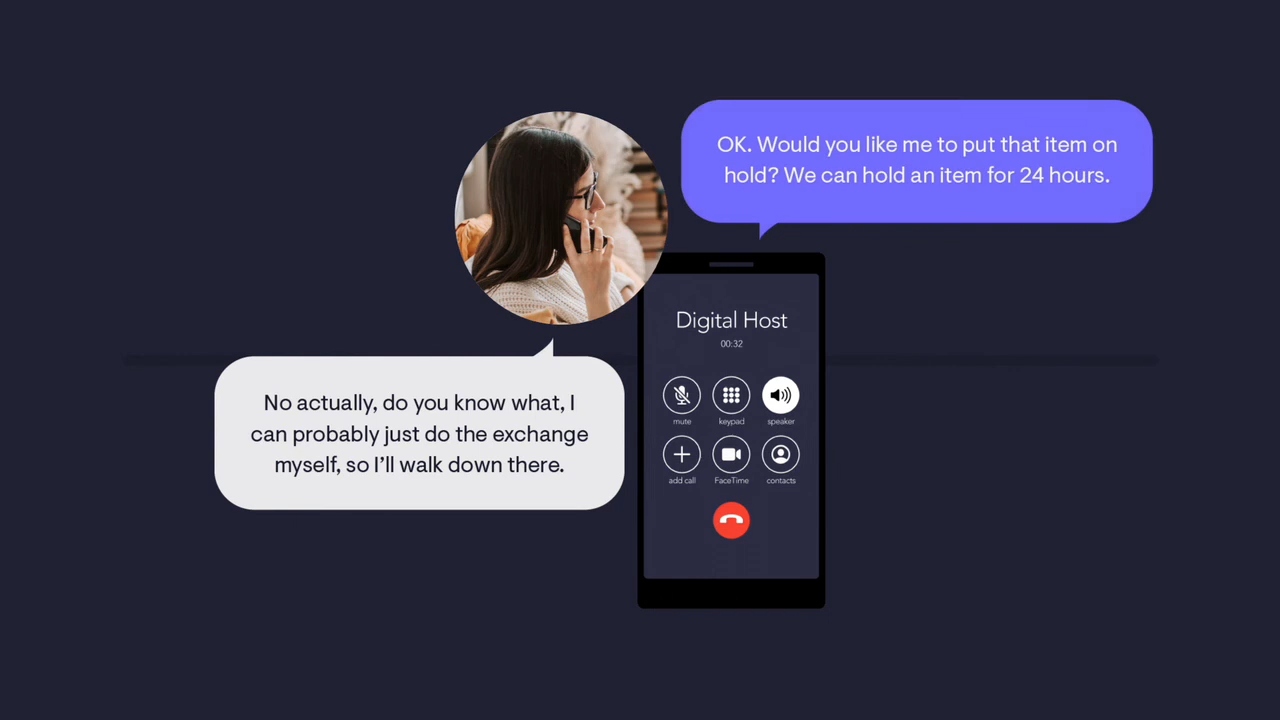 OK. Would you like me to put that item on
hold? We can hold an item for 24 hours.
No actually, do you know what, I
can probably just do the exchange
myself, so I’ll walk down there.
Digital Host
00:32
mute
keypad
speaker
add call
FaceTime
contacts